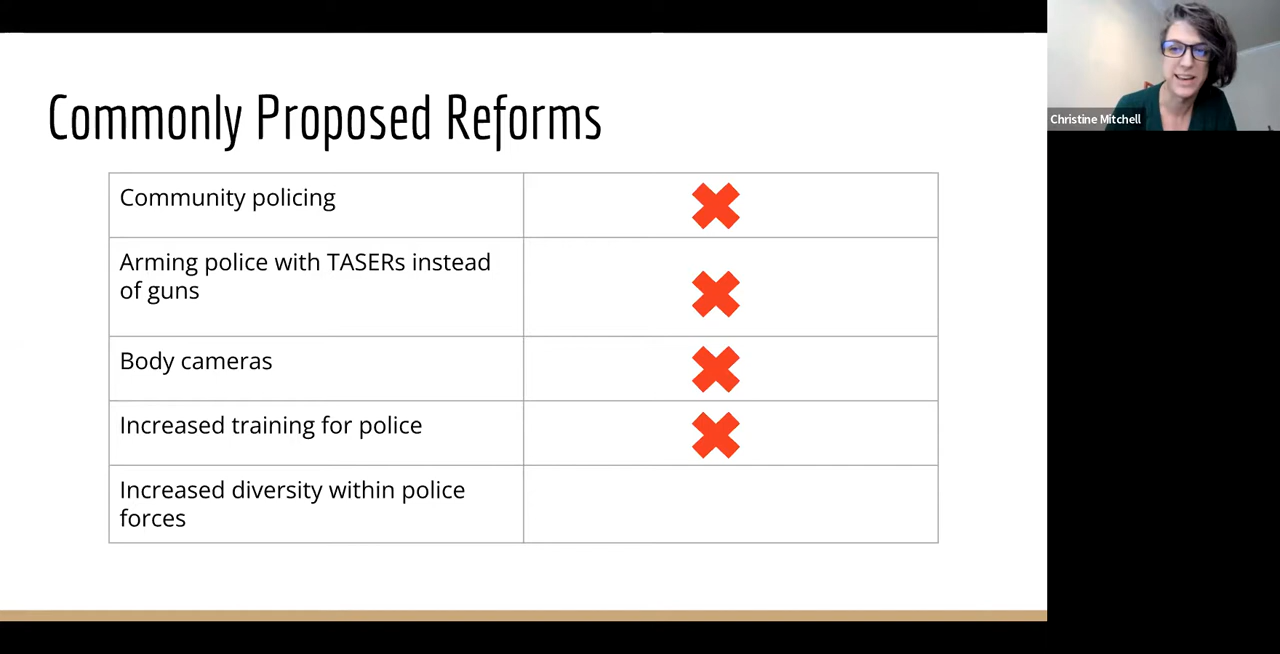 Commonly Proposed Reforms
Christine Mitchell
Community policing
Arming police with TASERs instead
of guns
Body cameras
Increased training for police
Increased diversity within police
forces